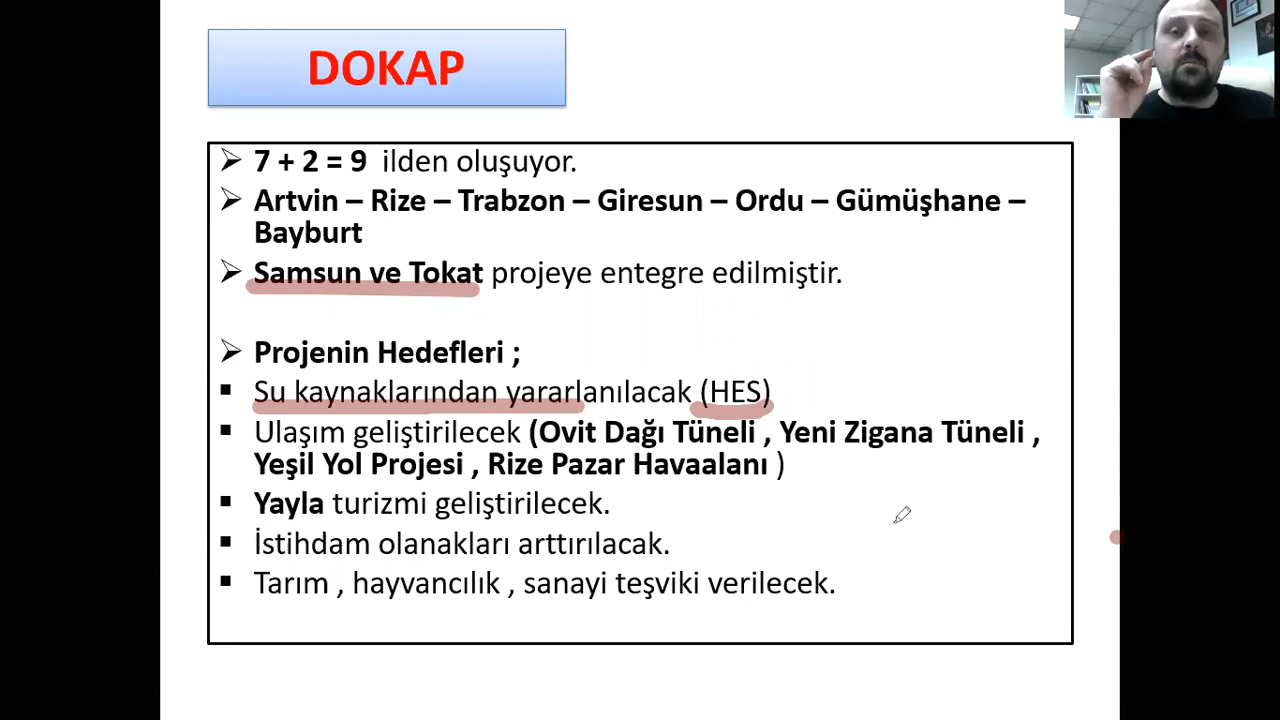 DOKAP
➢ 7 + 2 = 9 ilden oluşuyor.
➢ Artvin – Rize – Trabzon – Giresun – Ordu – Gümüşhane –
Bayburt
➢ Samsun ve Tokat projeye entegre edilmiştir.
➢ Projenin Hedefleri ;
▪ Su kaynaklarından yararlanılacak (HES)
▪ Ulaşım geliştirilecek (Ovit Dağı Tüneli , Yeni Zigana Tüneli ,
Yeşil Yol Projesi , Rize Pazar Havaalanı )
▪ Yayla turizmi geliştirilecek.
▪ İstihdam olanakları arttırılacak.
▪ Tarım , hayvancılık , sanayi teşviki verilecek.